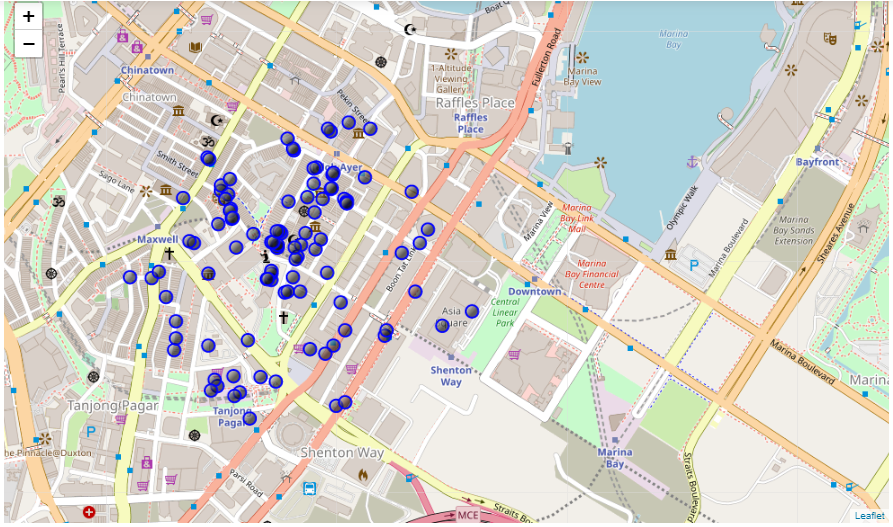 +
−
Boat Q
Pearl's Hill Terrace
Chinatown
Chinatown
Pekin Street
1-Altitude
Viewing
Gallery
Raffles Place
Raffles
Place
Fullerton Road
Marina
Bay
Marina
Bay View
Smith Street
Sago Lane
Ayer
Maxwell
Bayfront
Olympic Walk
Marina View
Marina
Bay Link
Mall
Marina Boulevard
Marina
Bay Sands
Extension
Sheares Avenue
Boon Tat
Marina
Bay Financial
Centre
Downtown
Central
Linear
Park
Asia
Square
Shenton
Way
Marina Boulevard
Marina
Tanjong Pagar
Tanjong
Pagar
he Pinnacle@Duxton
Shenton Way
Parsi Road
Marina
Bay
Straits Boulevard
MCE
Straits Bo
Leaflet